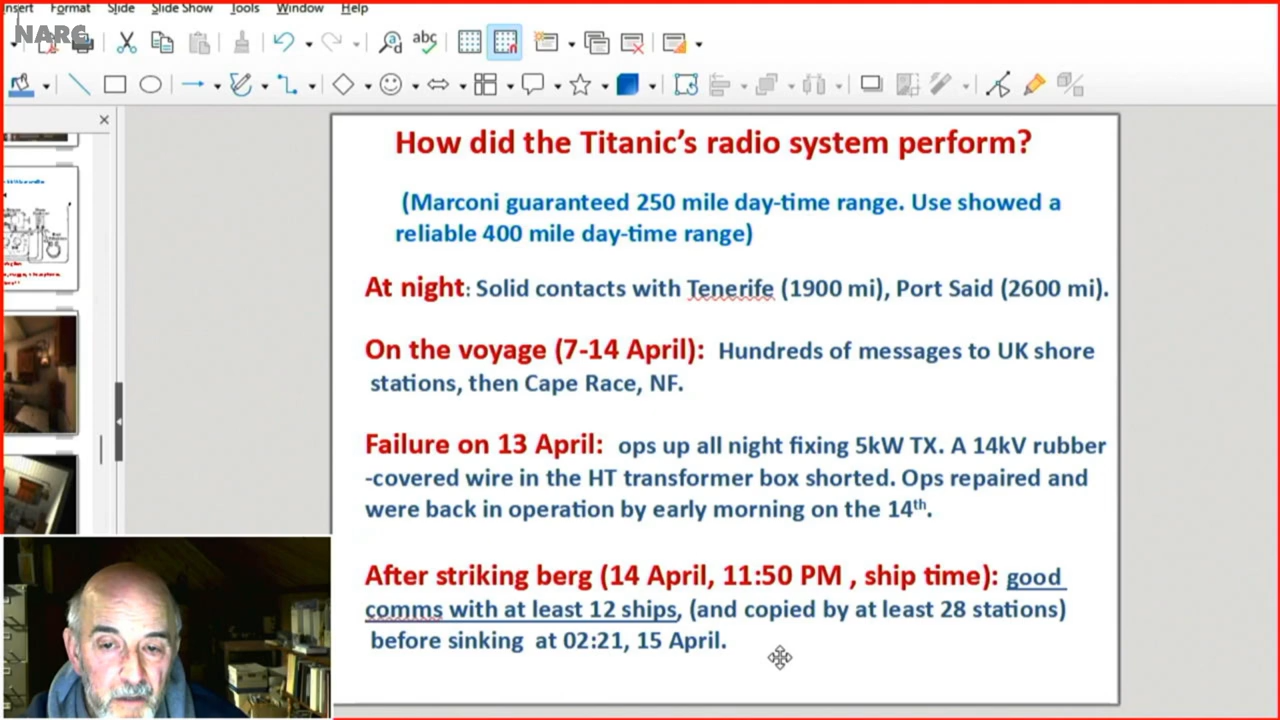 Insert Format Slide Slide Show Tools Window Help
NARC
abc
How did the Titanic’s radio system perform?
(Marconi guaranteed 250 mile day-time range. Use showed a
reliable 400 mile day-time range)
At night: Solid contacts with Tenerife (1900 mi), Port Said (2600 mi).
On the voyage (7-14 April): Hundreds of messages to UK shore
stations, then Cape Race, NF.
Failure on 13 April: ops up all night fixing 5kW TX. A 14kV rubber
-covered wire in the HT transformer box shorted. Ops repaired and
were back in operation by early morning on the 14th.
After striking berg (14 April, 11:50 PM , ship time): good
comms with at least 12 ships, (and copied by at least 28 stations)
before sinking at 02:21, 15 April.